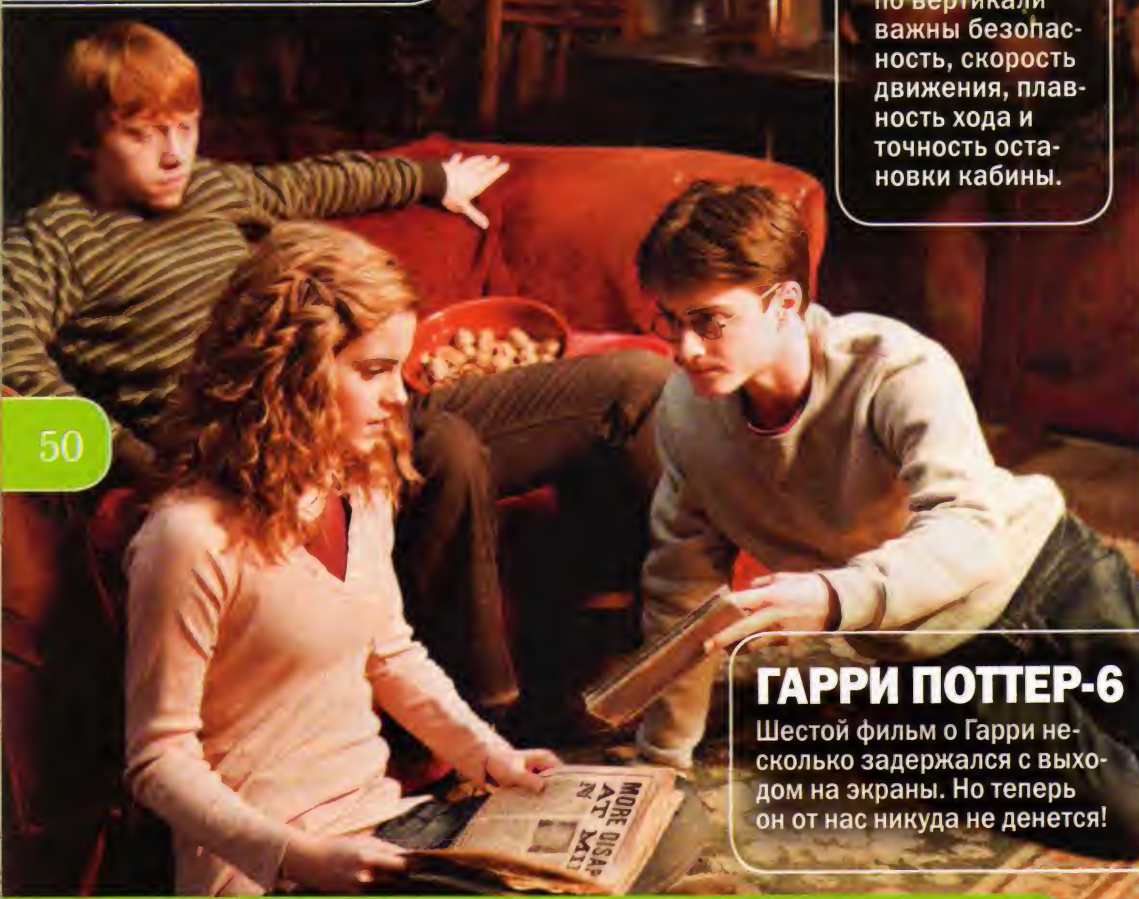 по вертикали
важны безопас-
ность, скорость
движения, плав-
ность хода и
точность оста-
новки кабины.
50
ГАРРИ ПОТТЕР-6
Шестой фильм о Гарри не-
сколько задержался с выхо-
дом на экраны. Но теперь
он от нас никуда не денется!
MORE DISAP
AT MI
N